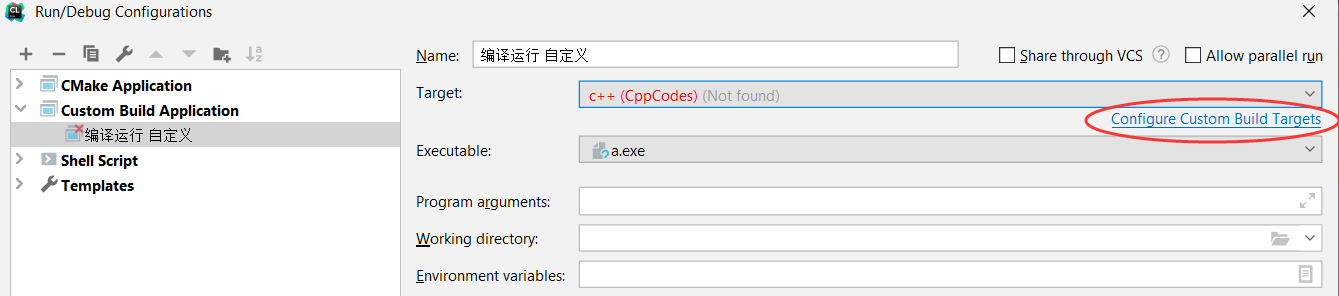 CL
Run/Debug Configurations
Name: 编译运行 自定义
Share through VCS ?
Allow parallel run
CMake Application
Custom Build Application
编译运行 自定义
Shell Script
Templates
Target: c++ (CppCodes) (Not found)
Configure Custom Build Targets
Executable: a.exe
Program arguments:
Working directory:
Environment variables: